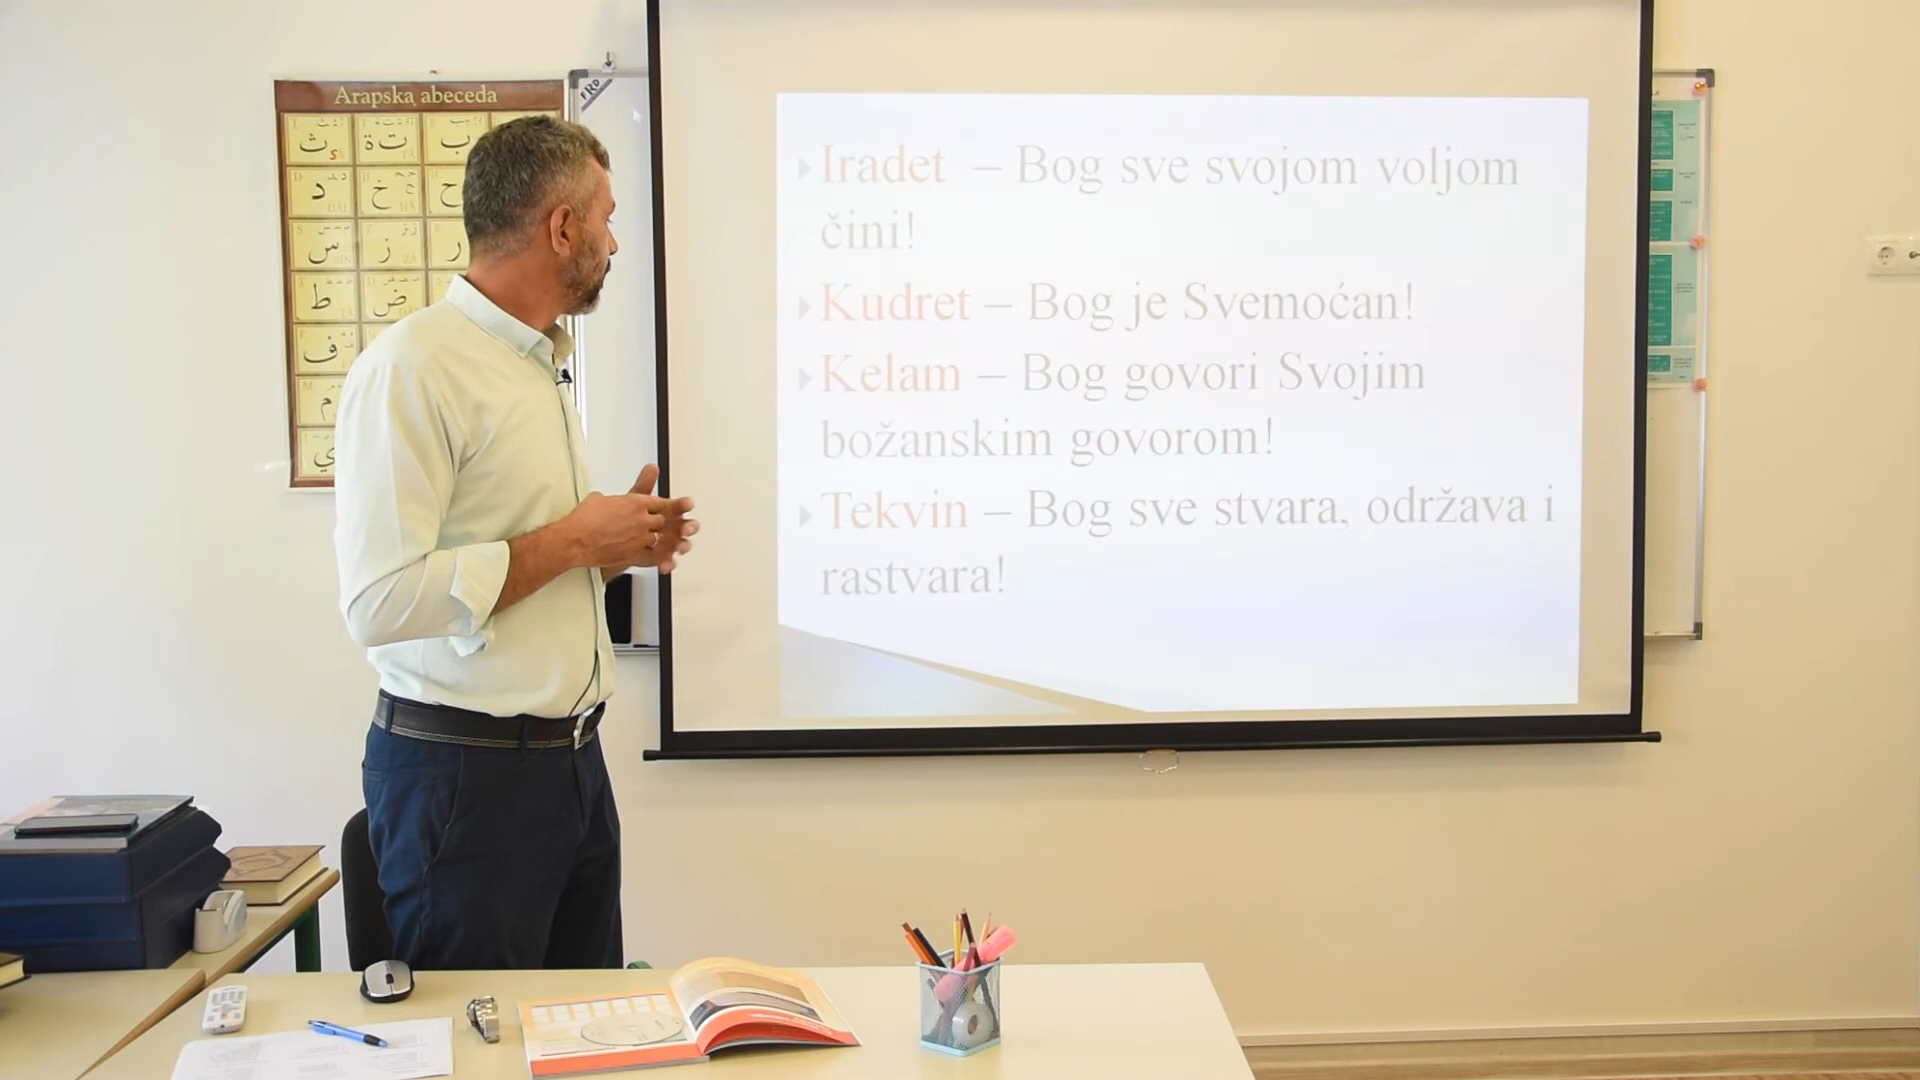 Arapska abeceda
ث ت ة ب
د خ ح
س ز ر
ط ض
ف
م
ي
FRD
Iradet – Bog sve svojom voljom
čini!
Kudret – Bog je Svemoćan!
Kelam – Bog govori Svojim
božanskim govorom!
Tekvin – Bog sve stvara, održava i
rastvara!